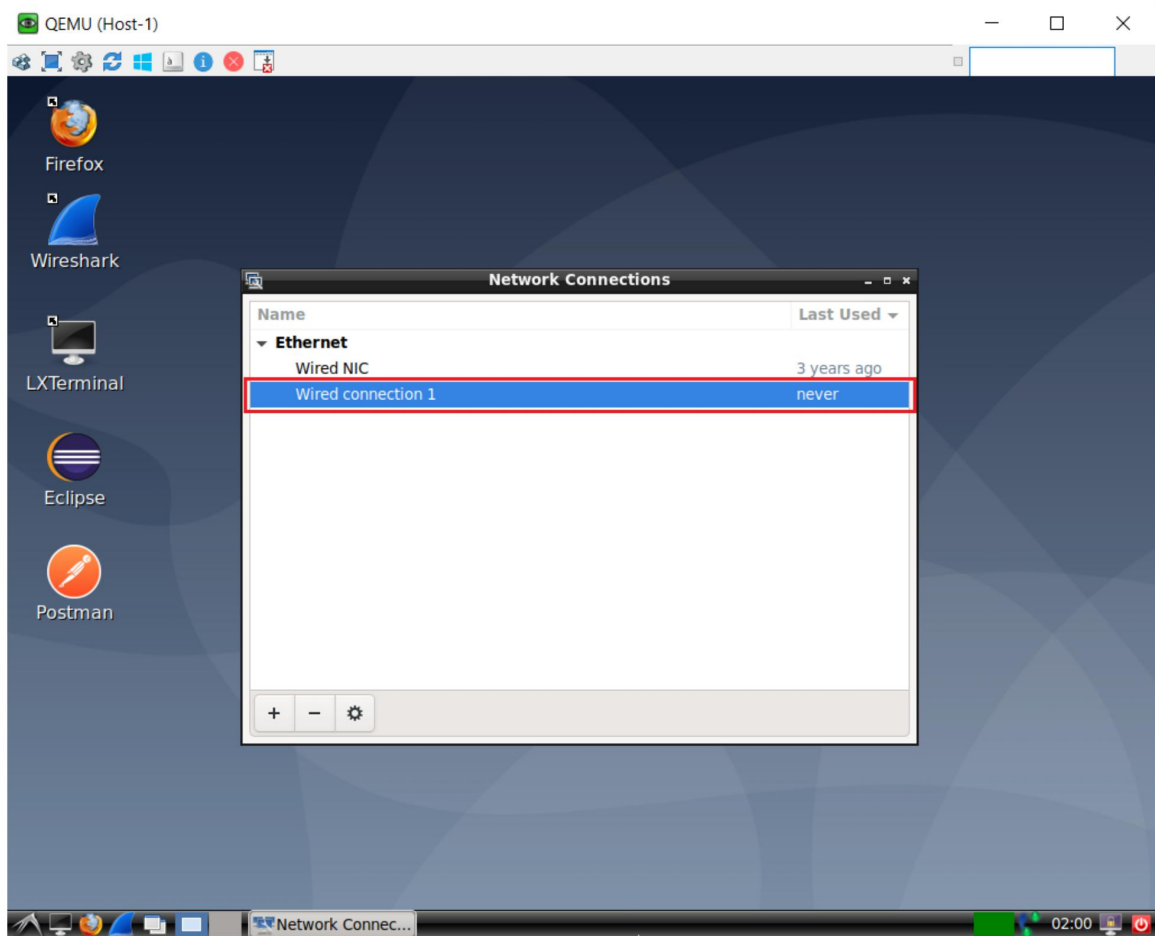 QEMU (Host-1)
Firefox
Wireshark
LXTerminal
Eclipse
Postman
Network Connections
Name Last Used
Ethernet
Wired NIC 3 years ago
Wired connection 1 never
Network Connec...
02:00